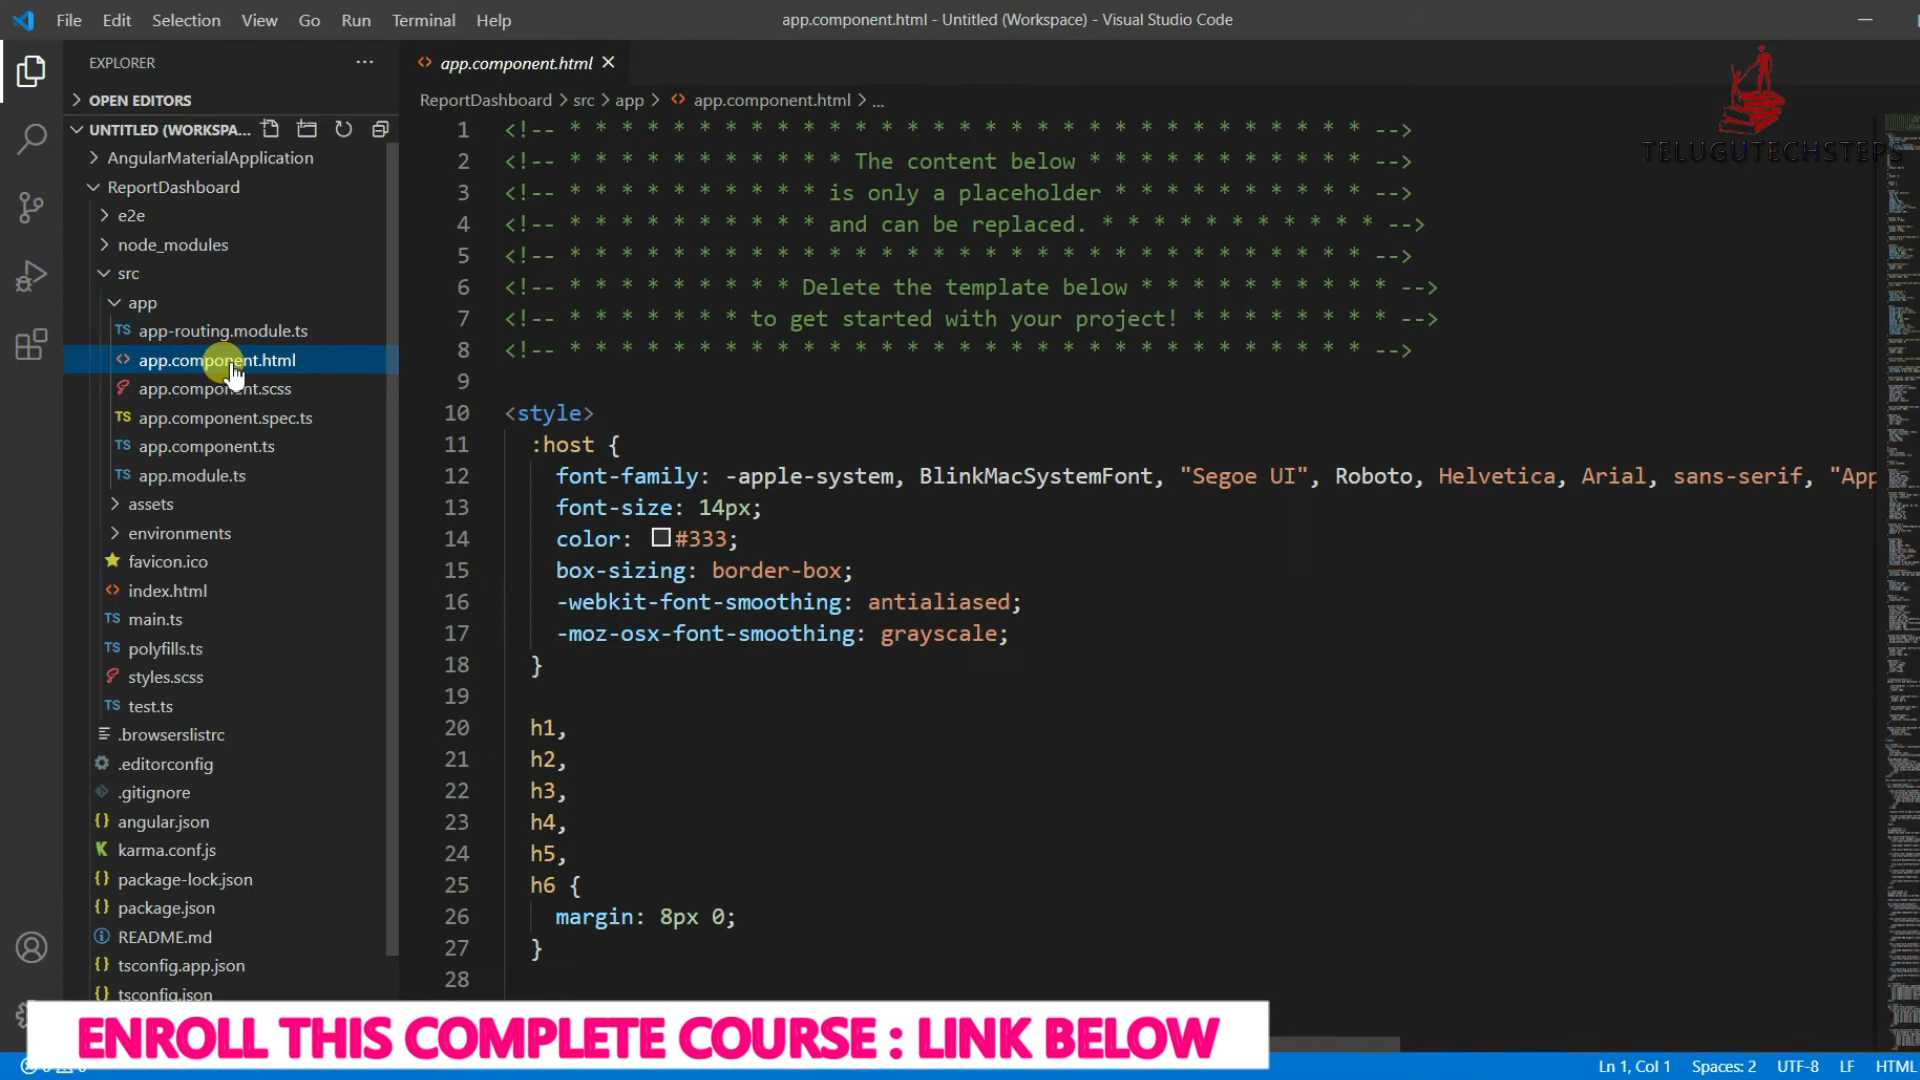 File Edit Selection View Go Run Terminal Help
app.component.html - Untitled (Workspace) - Visual Studio Code
EXPLORER
OPEN EDITORS
UNTITLED (WORKSPA...
AngularMaterialApplication
ReportDashboard
e2e
node_modules
src
app
app-routing.module.ts
app.component.html
app.component.scss
app.component.spec.ts
app.component.ts
app.module.ts
assets
environments
favicon.ico
index.html
main.ts
polyfills.ts
styles.scss
test.ts
.browserslistrc
.editorconfig
.gitignore
angular.json
karma.conf.js
package-lock.json
package.json
README.md
tsconfig.app.json
tsconfig.json
app.component.html
ReportDashboard > src > app > app.component.html > ...
1 <!-- * * * * * * * * * * * * * * * * * * * * * * * * * * * * * * * -->
2 <!-- * * * * * * * * * * * The content below * * * * * * * * * * * -->
3 <!-- * * * * * * * * * * is only a placeholder * * * * * * * * * * -->
4 <!-- * * * * * * * * * * and can be replaced. * * * * * * * * * * * -->
5 <!-- * * * * * * * * * * * * * * * * * * * * * * * * * * * * * * * -->
6 <!-- * * * * * * * * * Delete the template below * * * * * * * * * * -->
7 <!-- * * * * * * * to get started with your project! * * * * * * * * -->
8 <!-- * * * * * * * * * * * * * * * * * * * * * * * * * * * * * * * -->
9
10 <style>
11 :host {
12 font-family: -apple-system, BlinkMacSystemFont, "Segoe UI", Roboto, Helvetica, Arial, sans-serif, "App
13 font-size: 14px;
14 color: #333;
15 box-sizing: border-box;
16 -webkit-font-smoothing: antialiased;
17 -moz-osx-font-smoothing: grayscale;
18 }
19
20 h1,
21 h2,
22 h3,
23 h4,
24 h5,
25 h6 {
26 margin: 8px 0;
27 }
28
TELUGUTECHSTEPS
ENROLL THIS COMPLETE COURSE : LINK BELOW
Ln 1, Col 1 Spaces: 2 UTF-8 LF HTML